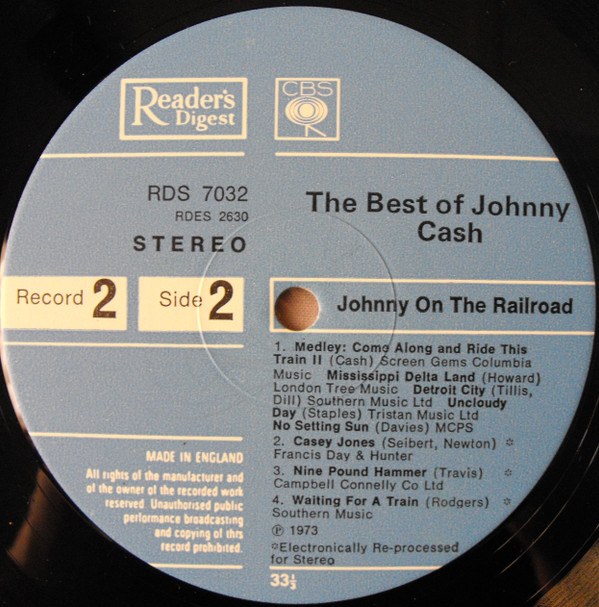 Reader's
Digest
CBS
RDS 7032
RDES 2630
STEREO
The Best of Johnny
Cash
Record 2
Side 2
Johnny On The Railroad
1. Medley: Come Along and Ride This
Train II (Cash) Screen Gems Columbia
Music Mississippi Delta Land (Howard)
London Tree Music Detroit City (Tillis,
Dill) Southern Music Ltd Uncloudy
Day (Staples) Tristan Music Ltd
No Setting Sun (Davies) MCPS
2. Casey Jones (Seibert, Newton) ✡
Francis Day & Hunter
3. Nine Pound Hammer (Travis) ✡
Campbell Connelly Co Ltd
4. Waiting For A Train (Rodgers) ✡
Southern Music
℗ 1973
✡Electronically Re-processed
for Stereo
33⅓
MADE IN ENGLAND
All rights of the manufacturer and
of the owner of the recorded work
reserved. Unauthorised public
performance broadcasting
and copying of this
record prohibited.